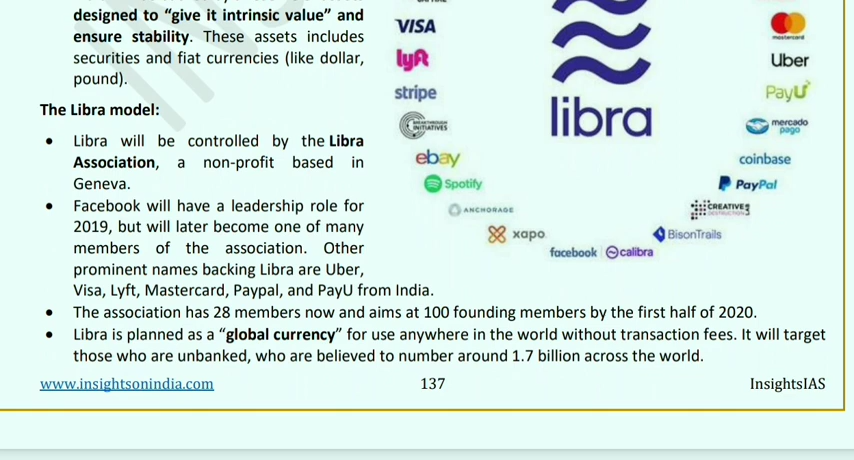 designed to “give it intrinsic value” and
ensure stability. These assets includes
securities and fiat currencies (like dollar,
pound).
The Libra model:
• Libra will be controlled by the Libra
Association, a non-profit based in
Geneva.
• Facebook will have a leadership role for
2019, but will later become one of many
members of the association. Other
prominent names backing Libra are Uber,
Visa, Lyft, Mastercard, Paypal, and PayU from India.
• The association has 28 members now and aims at 100 founding members by the first half of 2020.
• Libra is planned as a “global currency” for use anywhere in the world without transaction fees. It will target
those who are unbanked, who are believed to number around 1.7 billion across the world.
VISA
lyft
stripe
BREAKTHROUGH
INITIATIVES
ebay
Spotify
ANCHORAGE
xapo
facebook | calibra
BisonTrails
CREATIVE
DESTRUCTION
PayPal
coinbase
mercado
pago
PayU
Uber
mastercard
libra
www.insightsonindia.com
137
InsightsIAS